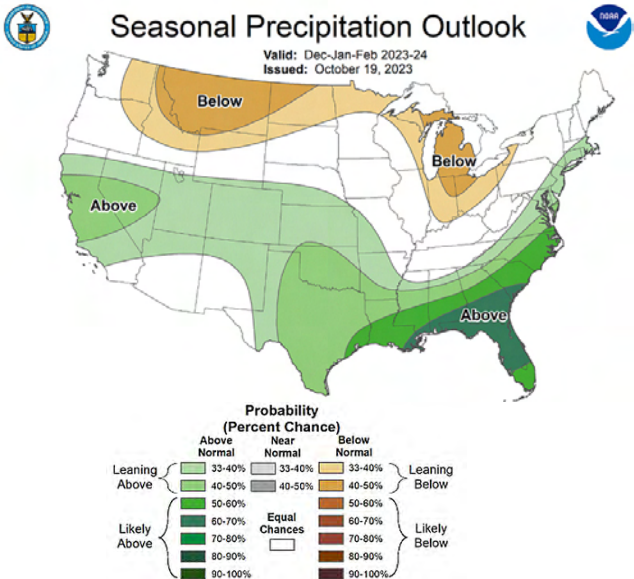 Seasonal Precipitation Outlook
NOAA
Valid: Dec-Jan-Feb 2023-24
Issued: October 19, 2023
Below
Below
Above
Above
Probability
(Percent Chance)
Above Normal
Near Normal
Below Normal
Leaning Above
33-40%
33-40%
33-40%
Leaning Below
40-50%
40-50%
40-50%
Likely Above
50-60%
60-70%
70-80%
80-90%
90-100%
Equal Chances
50-60%
60-70%
70-80%
80-90%
90-100%
Likely Below